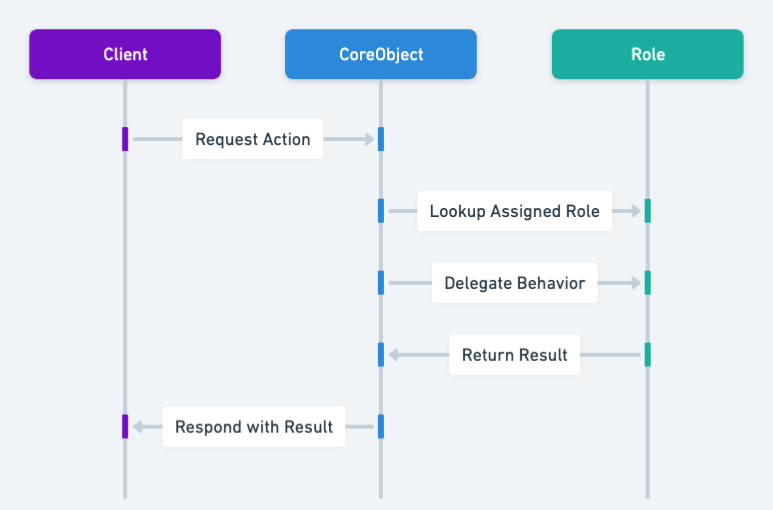 Client
CoreObject
Role
Request Action
Lookup Assigned Role
Delegate Behavior
Return Result
Respond with Result